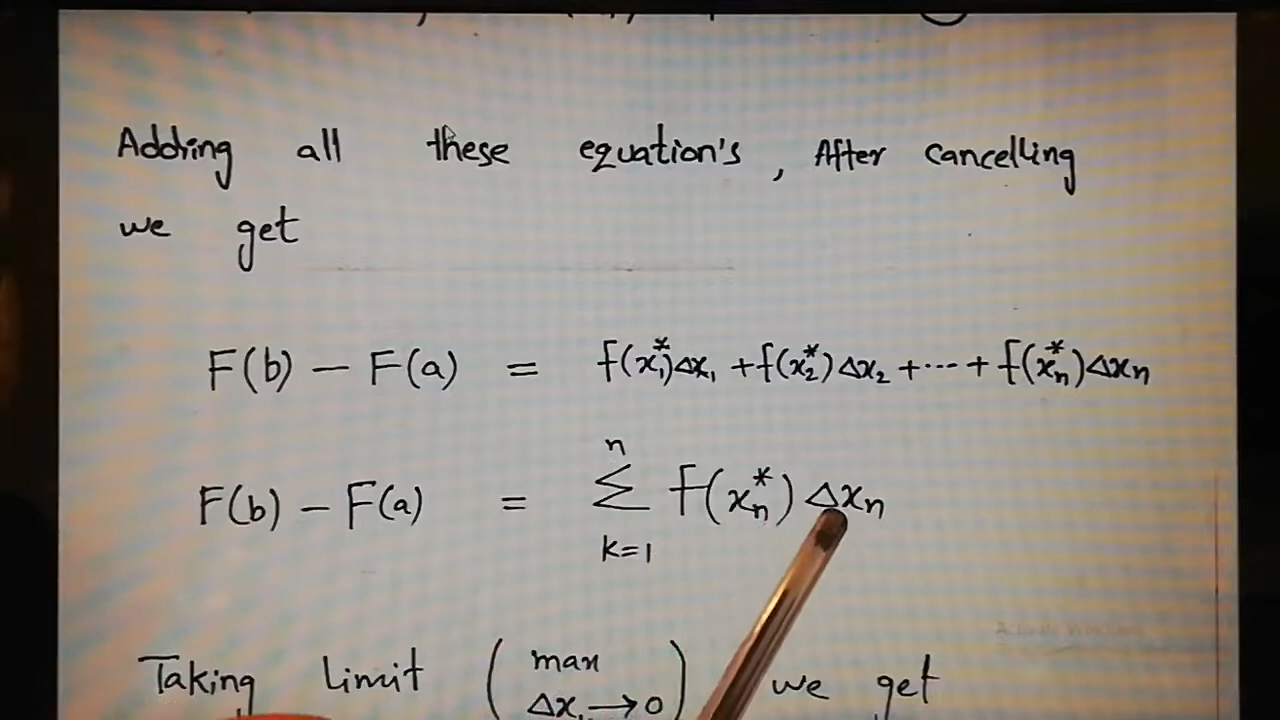 Adding all these equation's, After cancelling
we get
F(b) – F(a) = f(x₁*)Δx₁ + f(x₂*)Δx₂ + ··· + f(xₙ*)Δxₙ
n
F(b) – F(a) = Σ f(xₙ*) Δxₙ
k=1
max
Taking Limit ( ) we get
Δx →0